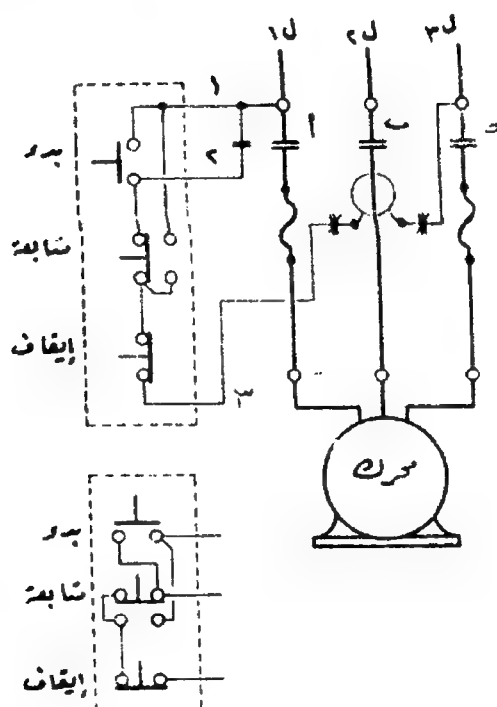 ل١ ل٢ ل٣
١
أ ب ت
٢
بدء
متابعة
إيقاف
٣
محرك
بدء
متابعة
إيقاف